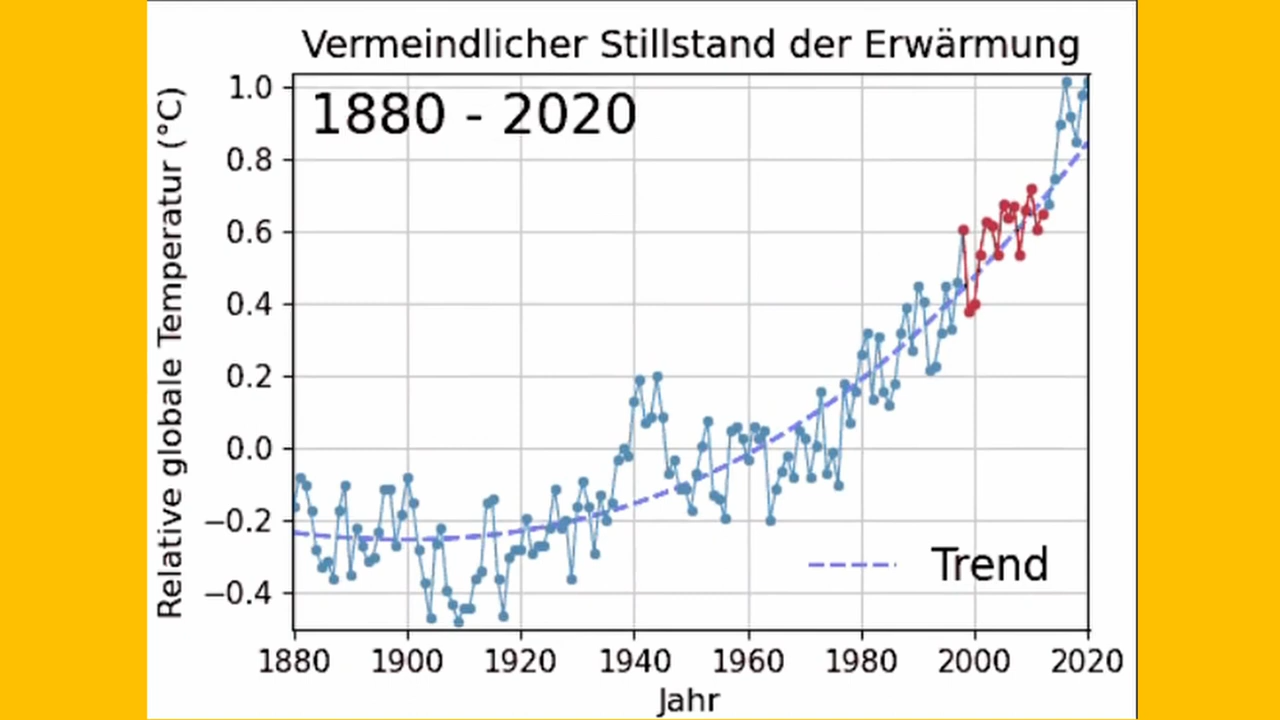 Vermeindlicher Stillstand der Erwärmung
1880 - 2020
Relative globale Temperatur (°C)
1.0
0.8
0.6
0.4
0.2
0.0
−0.2
−0.4
Trend
1880 1900 1920 1940 1960 1980 2000 2020
Jahr